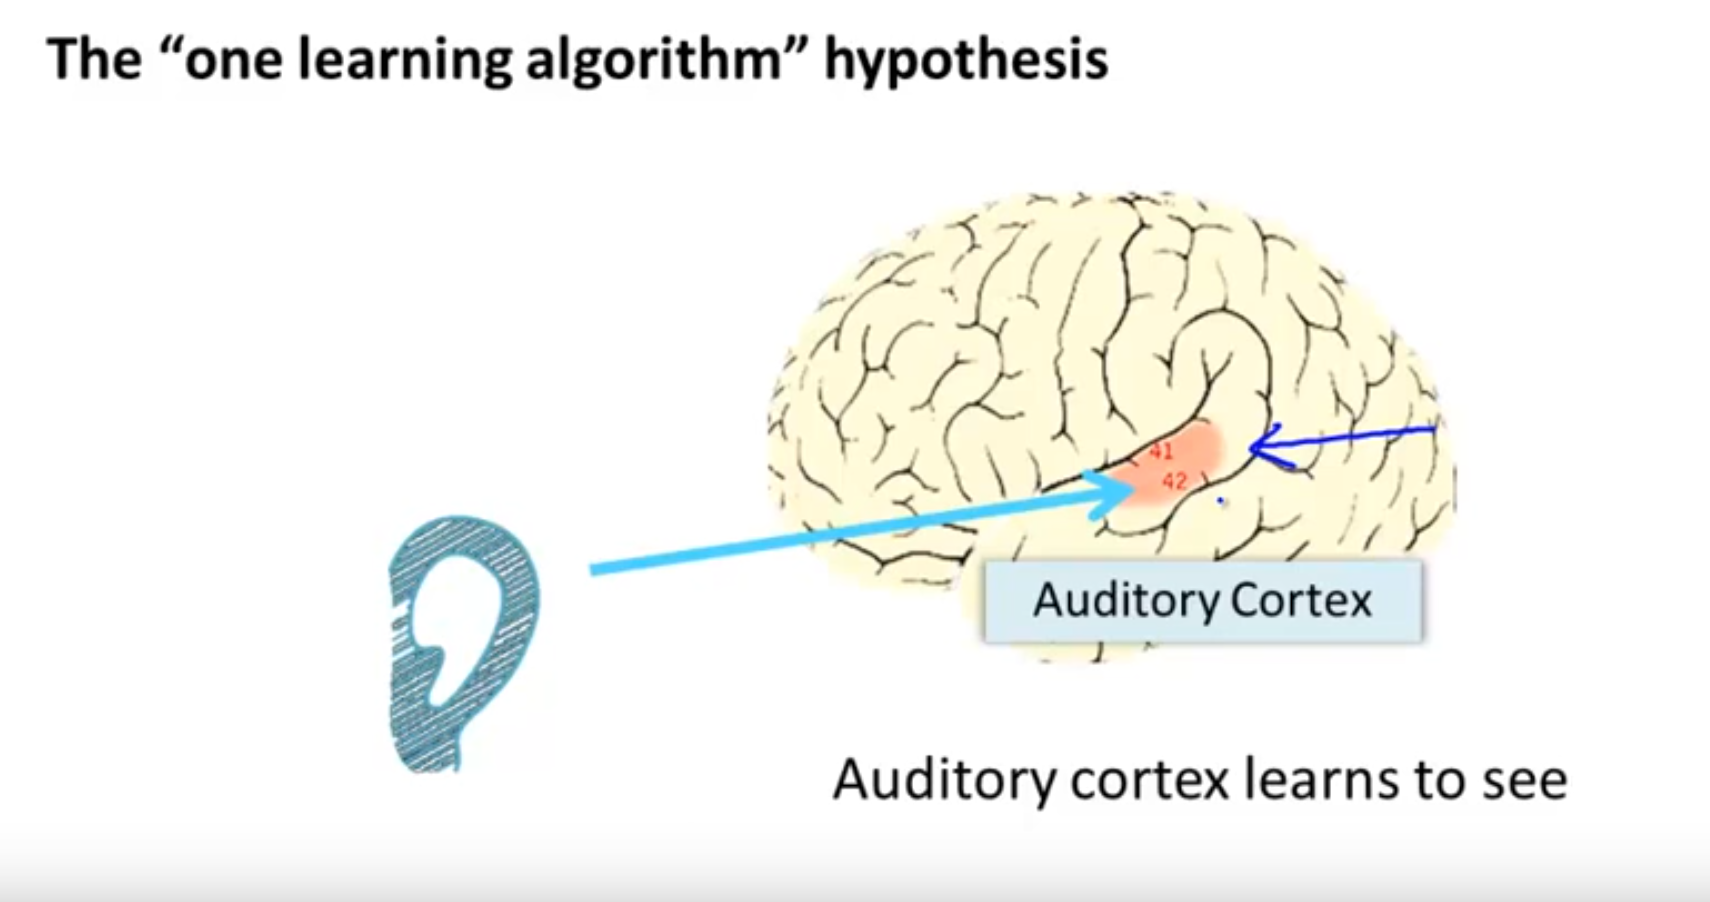 The “one learning algorithm” hypothesis
41
42
Auditory Cortex
Auditory cortex learns to see